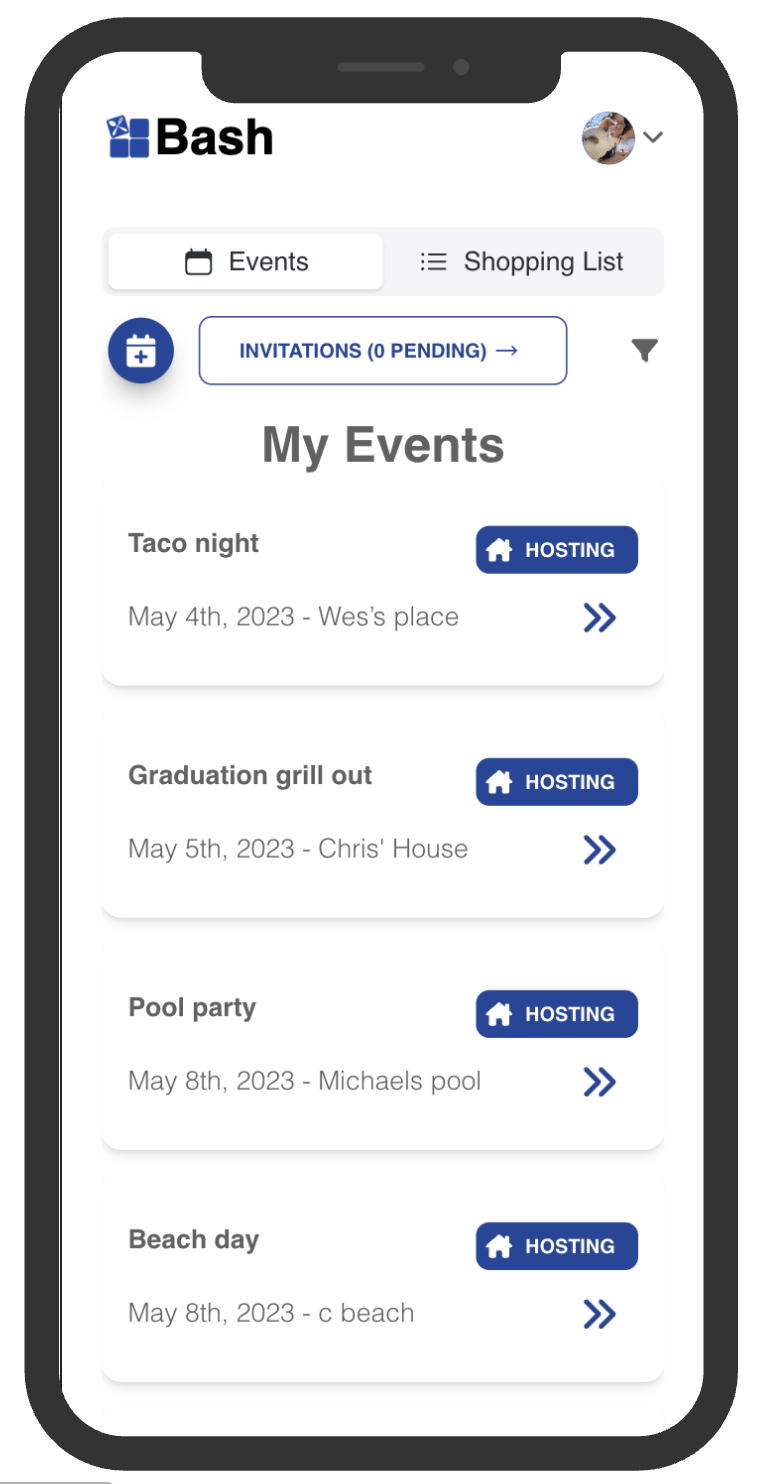 Bash
Events Shopping List
INVITATIONS (0 PENDING) →
My Events
Taco night HOSTING
May 4th, 2023 - Wes’s place
Graduation grill out HOSTING
May 5th, 2023 - Chris' House
Pool party HOSTING
May 8th, 2023 - Michaels pool
Beach day HOSTING
May 8th, 2023 - c beach